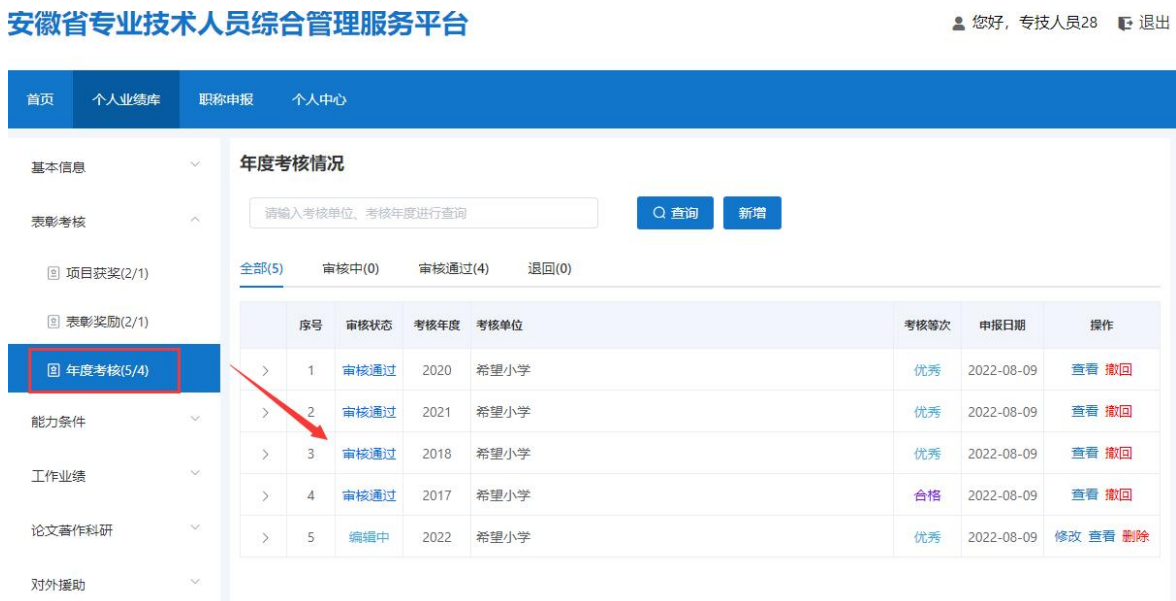 安徽省专业技术人员综合管理服务平台
您好，专技人员28 退出
首页 个人业绩库 职称申报 个人中心
基本信息
表彰考核
项目获奖(2/1)
表彰奖励(2/1)
年度考核(5/4)
能力条件
工作业绩
论文著作科研
对外援助
年度考核情况
请输入考核单位、考核年度进行查询 查询 新增
全部(5) 审核中(0) 审核通过(4) 退回(0)
序号 审核状态 考核年度 考核单位 考核等次 申报日期 操作
1 审核通过 2020 希望小学 优秀 2022-08-09 查看 撤回
2 审核通过 2021 希望小学 优秀 2022-08-09 查看 撤回
3 审核通过 2018 希望小学 优秀 2022-08-09 查看 撤回
4 审核通过 2017 希望小学 合格 2022-08-09 查看 撤回
5 编辑中 2022 希望小学 优秀 2022-08-09 修改 查看 删除